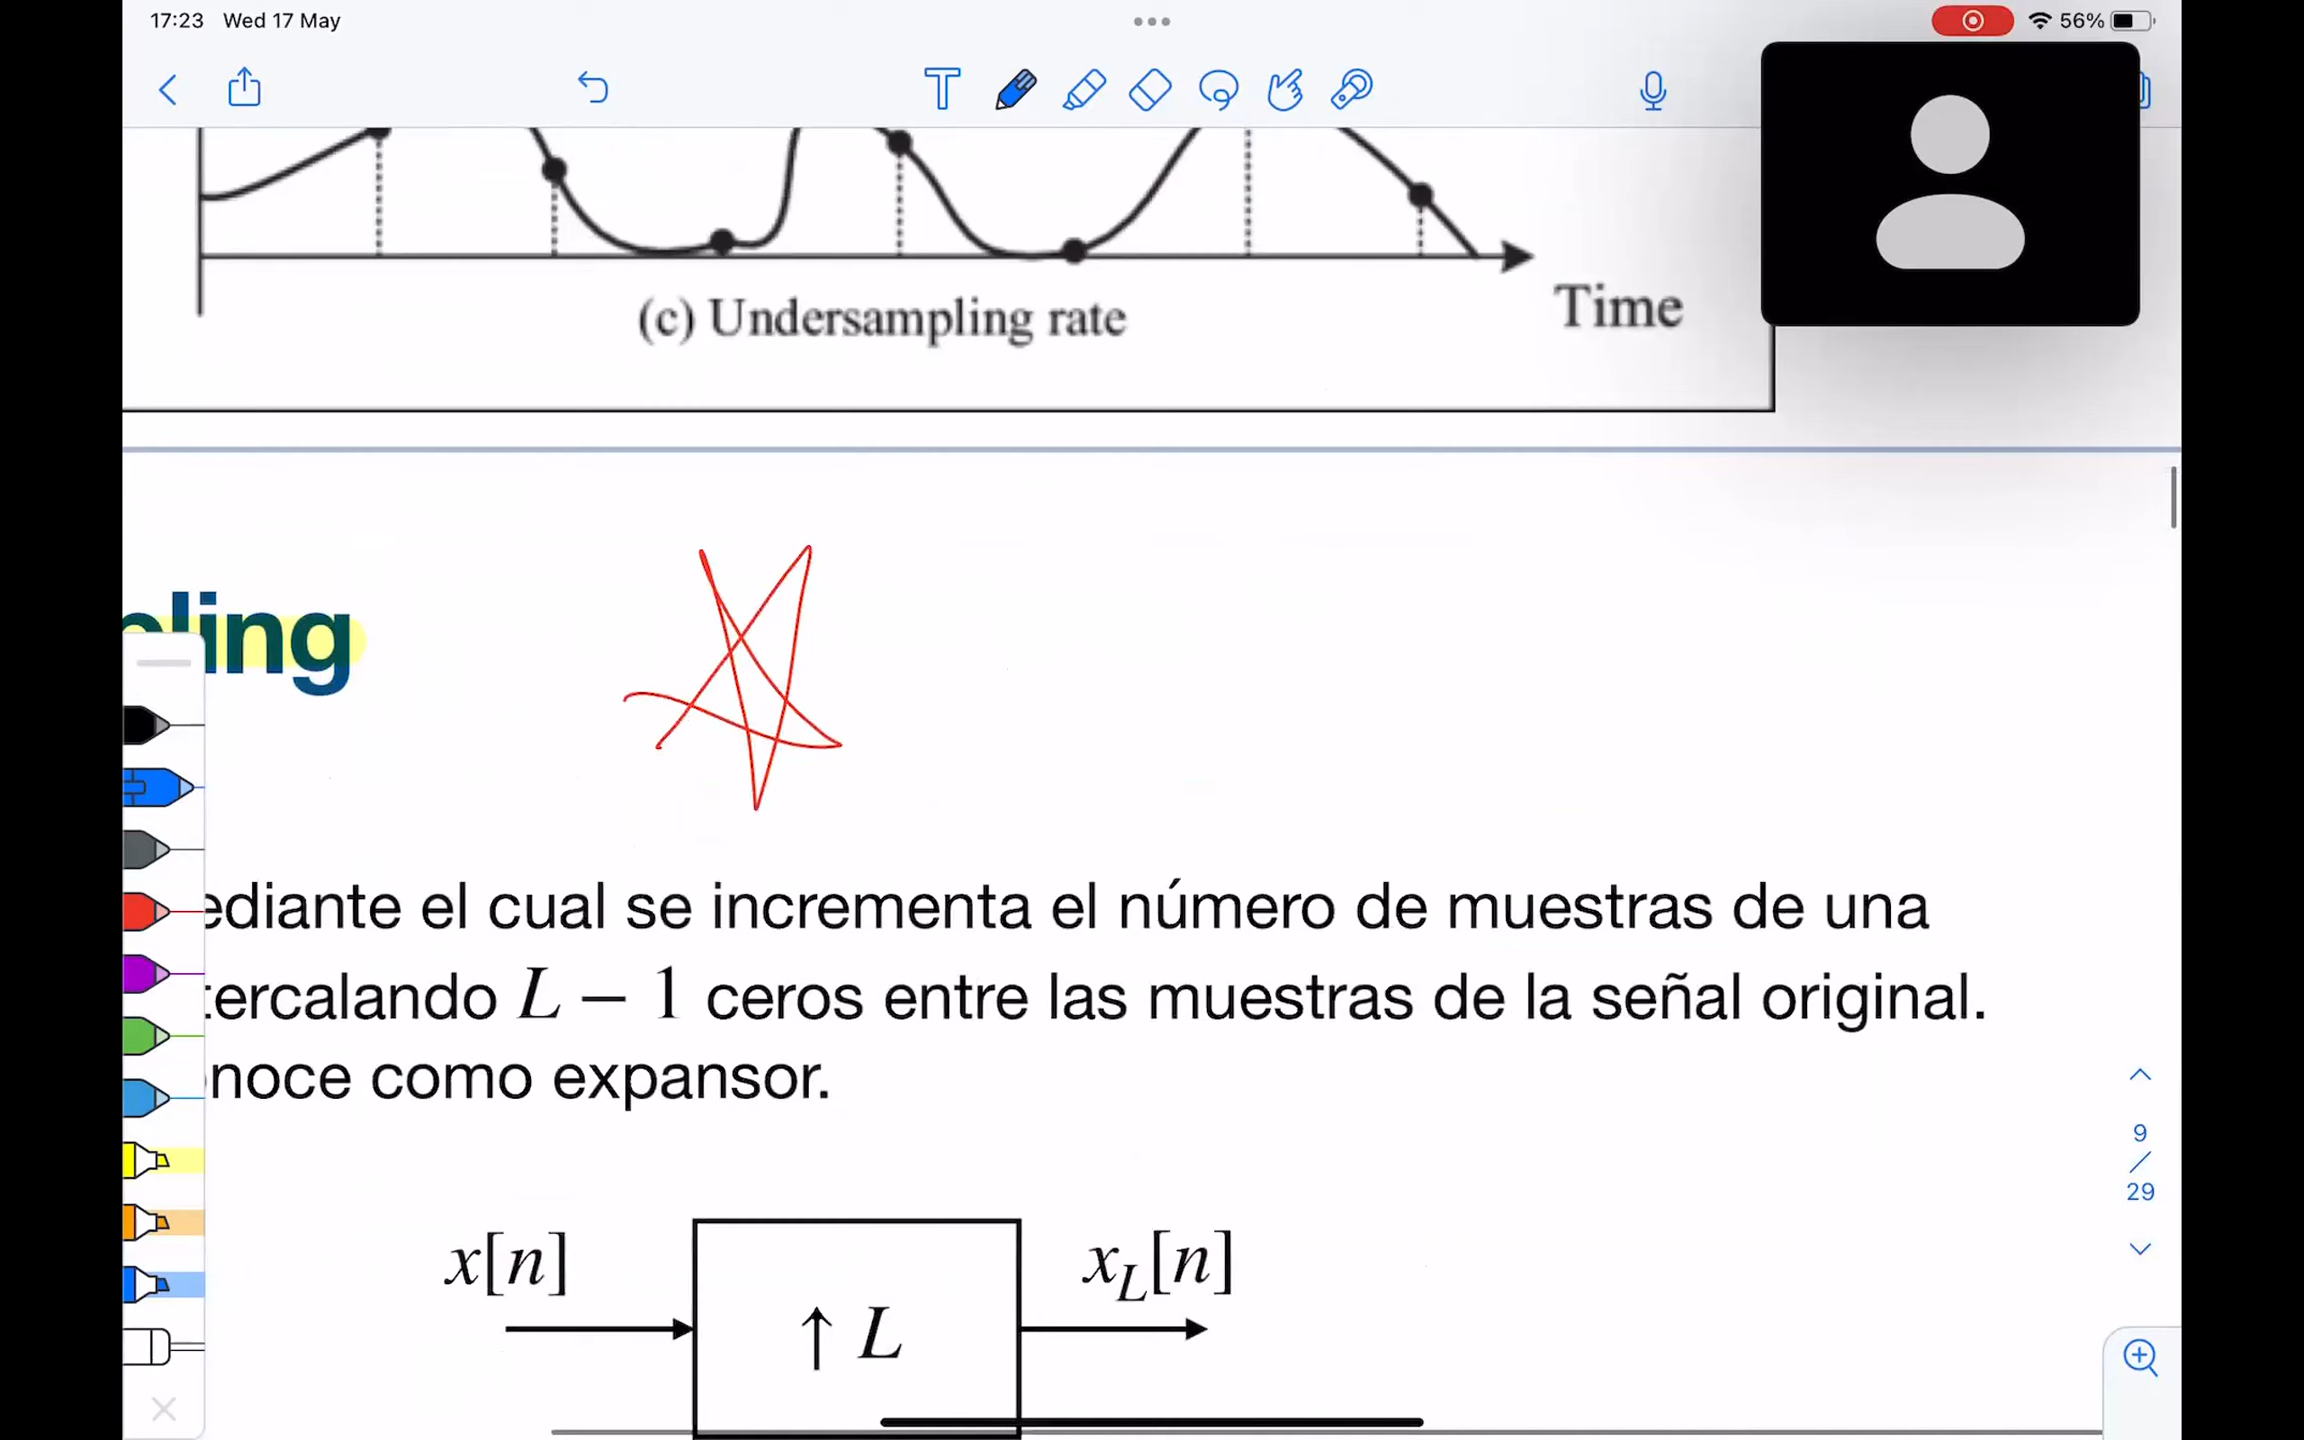 17:23 Wed 17 May
56%
T
(c) Undersampling rate
Time
pling
ediante el cual se incrementa el número de muestras de una
tercalando L − 1 ceros entre las muestras de la señal original.
noce como expansor.
x[n]
↑ L
x_L[n]
9
/
29